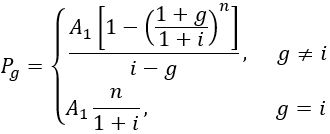 P_g = { A_1 [1 − ((1 + g)/(1 + i))^n] / (i − g), g ≠ i
A_1 n/(1 + i), g = i